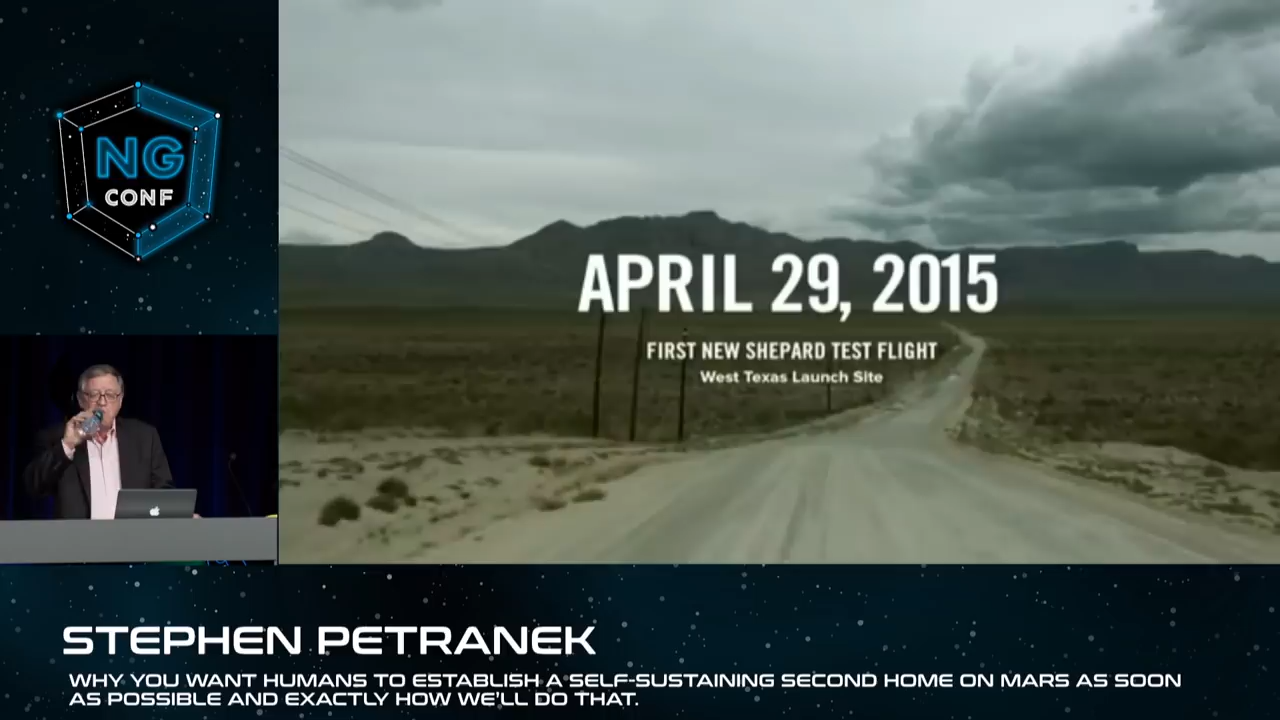 NG
CONF
APRIL 29, 2015
FIRST NEW SHEPARD TEST FLIGHT
West Texas Launch Site
STEPHEN PETRANEK
WHY YOU WANT HUMANS TO ESTABLISH A SELF-SUSTAINING SECOND HOME ON MARS AS SOON
AS POSSIBLE AND EXACTLY HOW WE'LL DO THAT.